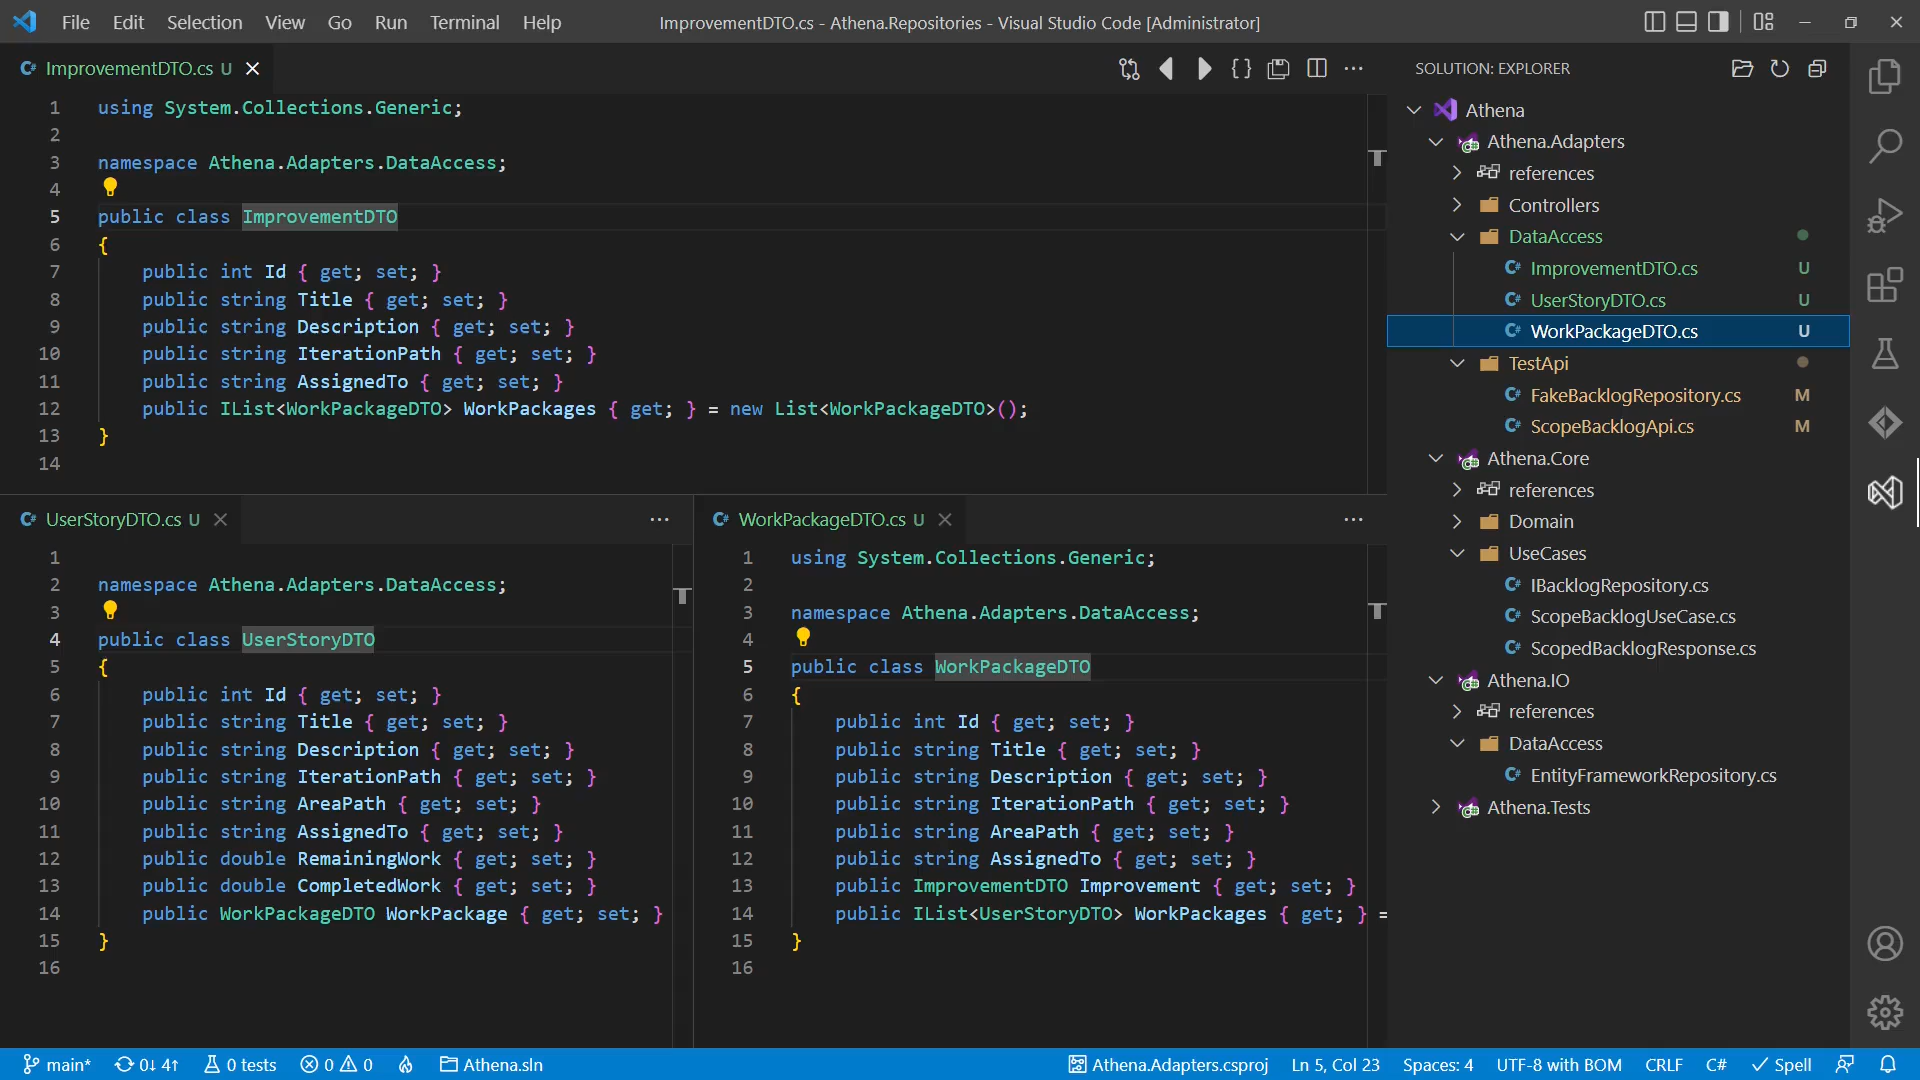 File Edit Selection View Go Run Terminal Help
ImprovementDTO.cs - Athena.Repositories - Visual Studio Code [Administrator]
C# ImprovementDTO.cs U
1 using System.Collections.Generic;
2
3 namespace Athena.Adapters.DataAccess;
4
5 public class ImprovementDTO
6 {
7 public int Id { get; set; }
8 public string Title { get; set; }
9 public string Description { get; set; }
10 public string IterationPath { get; set; }
11 public string AssignedTo { get; set; }
12 public IList<WorkPackageDTO> WorkPackages { get; } = new List<WorkPackageDTO>();
13 }
14
C# UserStoryDTO.cs U
1
2 namespace Athena.Adapters.DataAccess;
3
4 public class UserStoryDTO
5 {
6 public int Id { get; set; }
7 public string Title { get; set; }
8 public string Description { get; set; }
9 public string IterationPath { get; set; }
10 public string AreaPath { get; set; }
11 public string AssignedTo { get; set; }
12 public double RemainingWork { get; set; }
13 public double CompletedWork { get; set; }
14 public WorkPackageDTO WorkPackage { get; set; }
15 }
16
C# WorkPackageDTO.cs U
1 using System.Collections.Generic;
2
3 namespace Athena.Adapters.DataAccess;
4
5 public class WorkPackageDTO
6 {
7 public int Id { get; set; }
8 public string Title { get; set; }
9 public string Description { get; set; }
10 public string IterationPath { get; set; }
11 public string AreaPath { get; set; }
12 public string AssignedTo { get; set; }
13 public ImprovementDTO Improvement { get; set; }
14 public IList<UserStoryDTO> WorkPackages { get; } =
15 }
16
SOLUTION: EXPLORER
Athena
Athena.Adapters
references
Controllers
DataAccess
C# ImprovementDTO.cs U
C# UserStoryDTO.cs U
C# WorkPackageDTO.cs U
TestApi
C# FakeBacklogRepository.cs M
C# ScopeBacklogApi.cs M
Athena.Core
references
Domain
UseCases
C# IBacklogRepository.cs
C# ScopeBacklogUseCase.cs
C# ScopedBacklogResponse.cs
Athena.IO
references
DataAccess
C# EntityFrameworkRepository.cs
Athena.Tests
main* 0↓ 4↑ 0 tests 0 0 Athena.sln Athena.Adapters.csproj Ln 5, Col 23 Spaces: 4 UTF-8 with BOM CRLF C# Spell